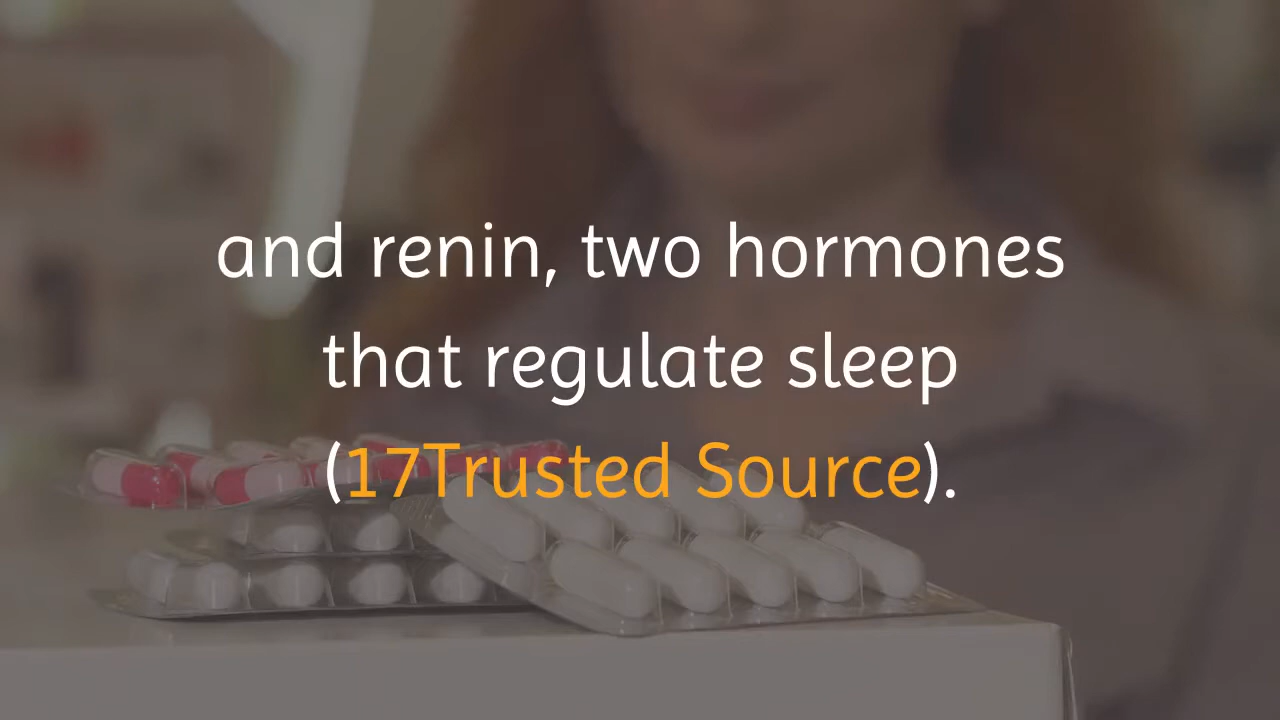 and renin, two hormones
that regulate sleep
(17Trusted Source).